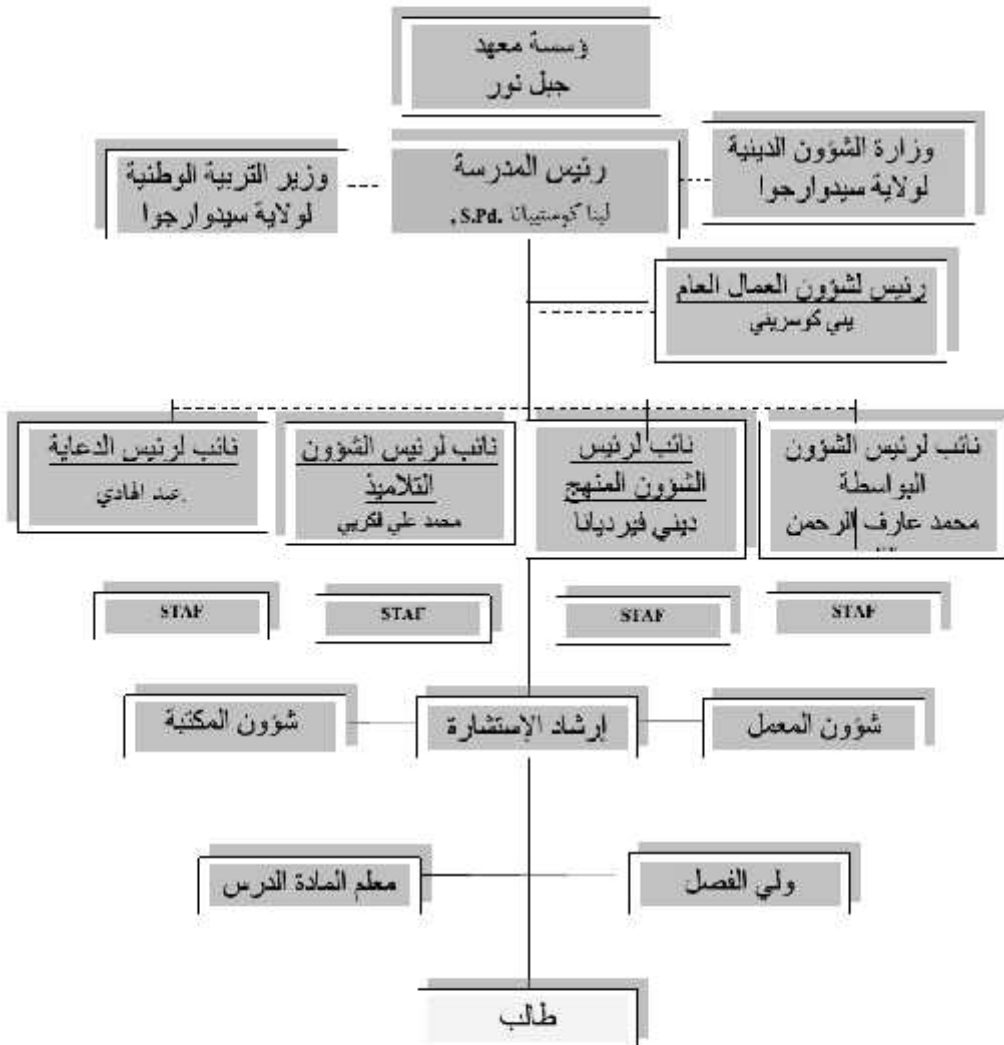 ؤسسة معهد
جبل نور
وزارة الشؤون الدينية
لولاية سيدوارجوا
رئيس المدرسة
لينا كوستيانا .S.Pd ,
وزير التربية الوطنية
لولاية سيدوارجوا
رئيس لشؤون العمال العام
يني كوسريني
نائب لرئيس الشؤون
البواسطة
محمد عارف الرحمن
نائب لرئيس
الشؤون المنهج
ديني فيرديانا
نائب لرئيس الشؤون
التلاميذ
محمد علي فكريي
نائب لرئيس الدعاية
عبد الهادي.
STAF
STAF
STAF
STAF
شؤون المعمل
إرشاد الإستشارة
شؤون المكتبة
ولي الفصل
معلم المادة الدرس
طالب